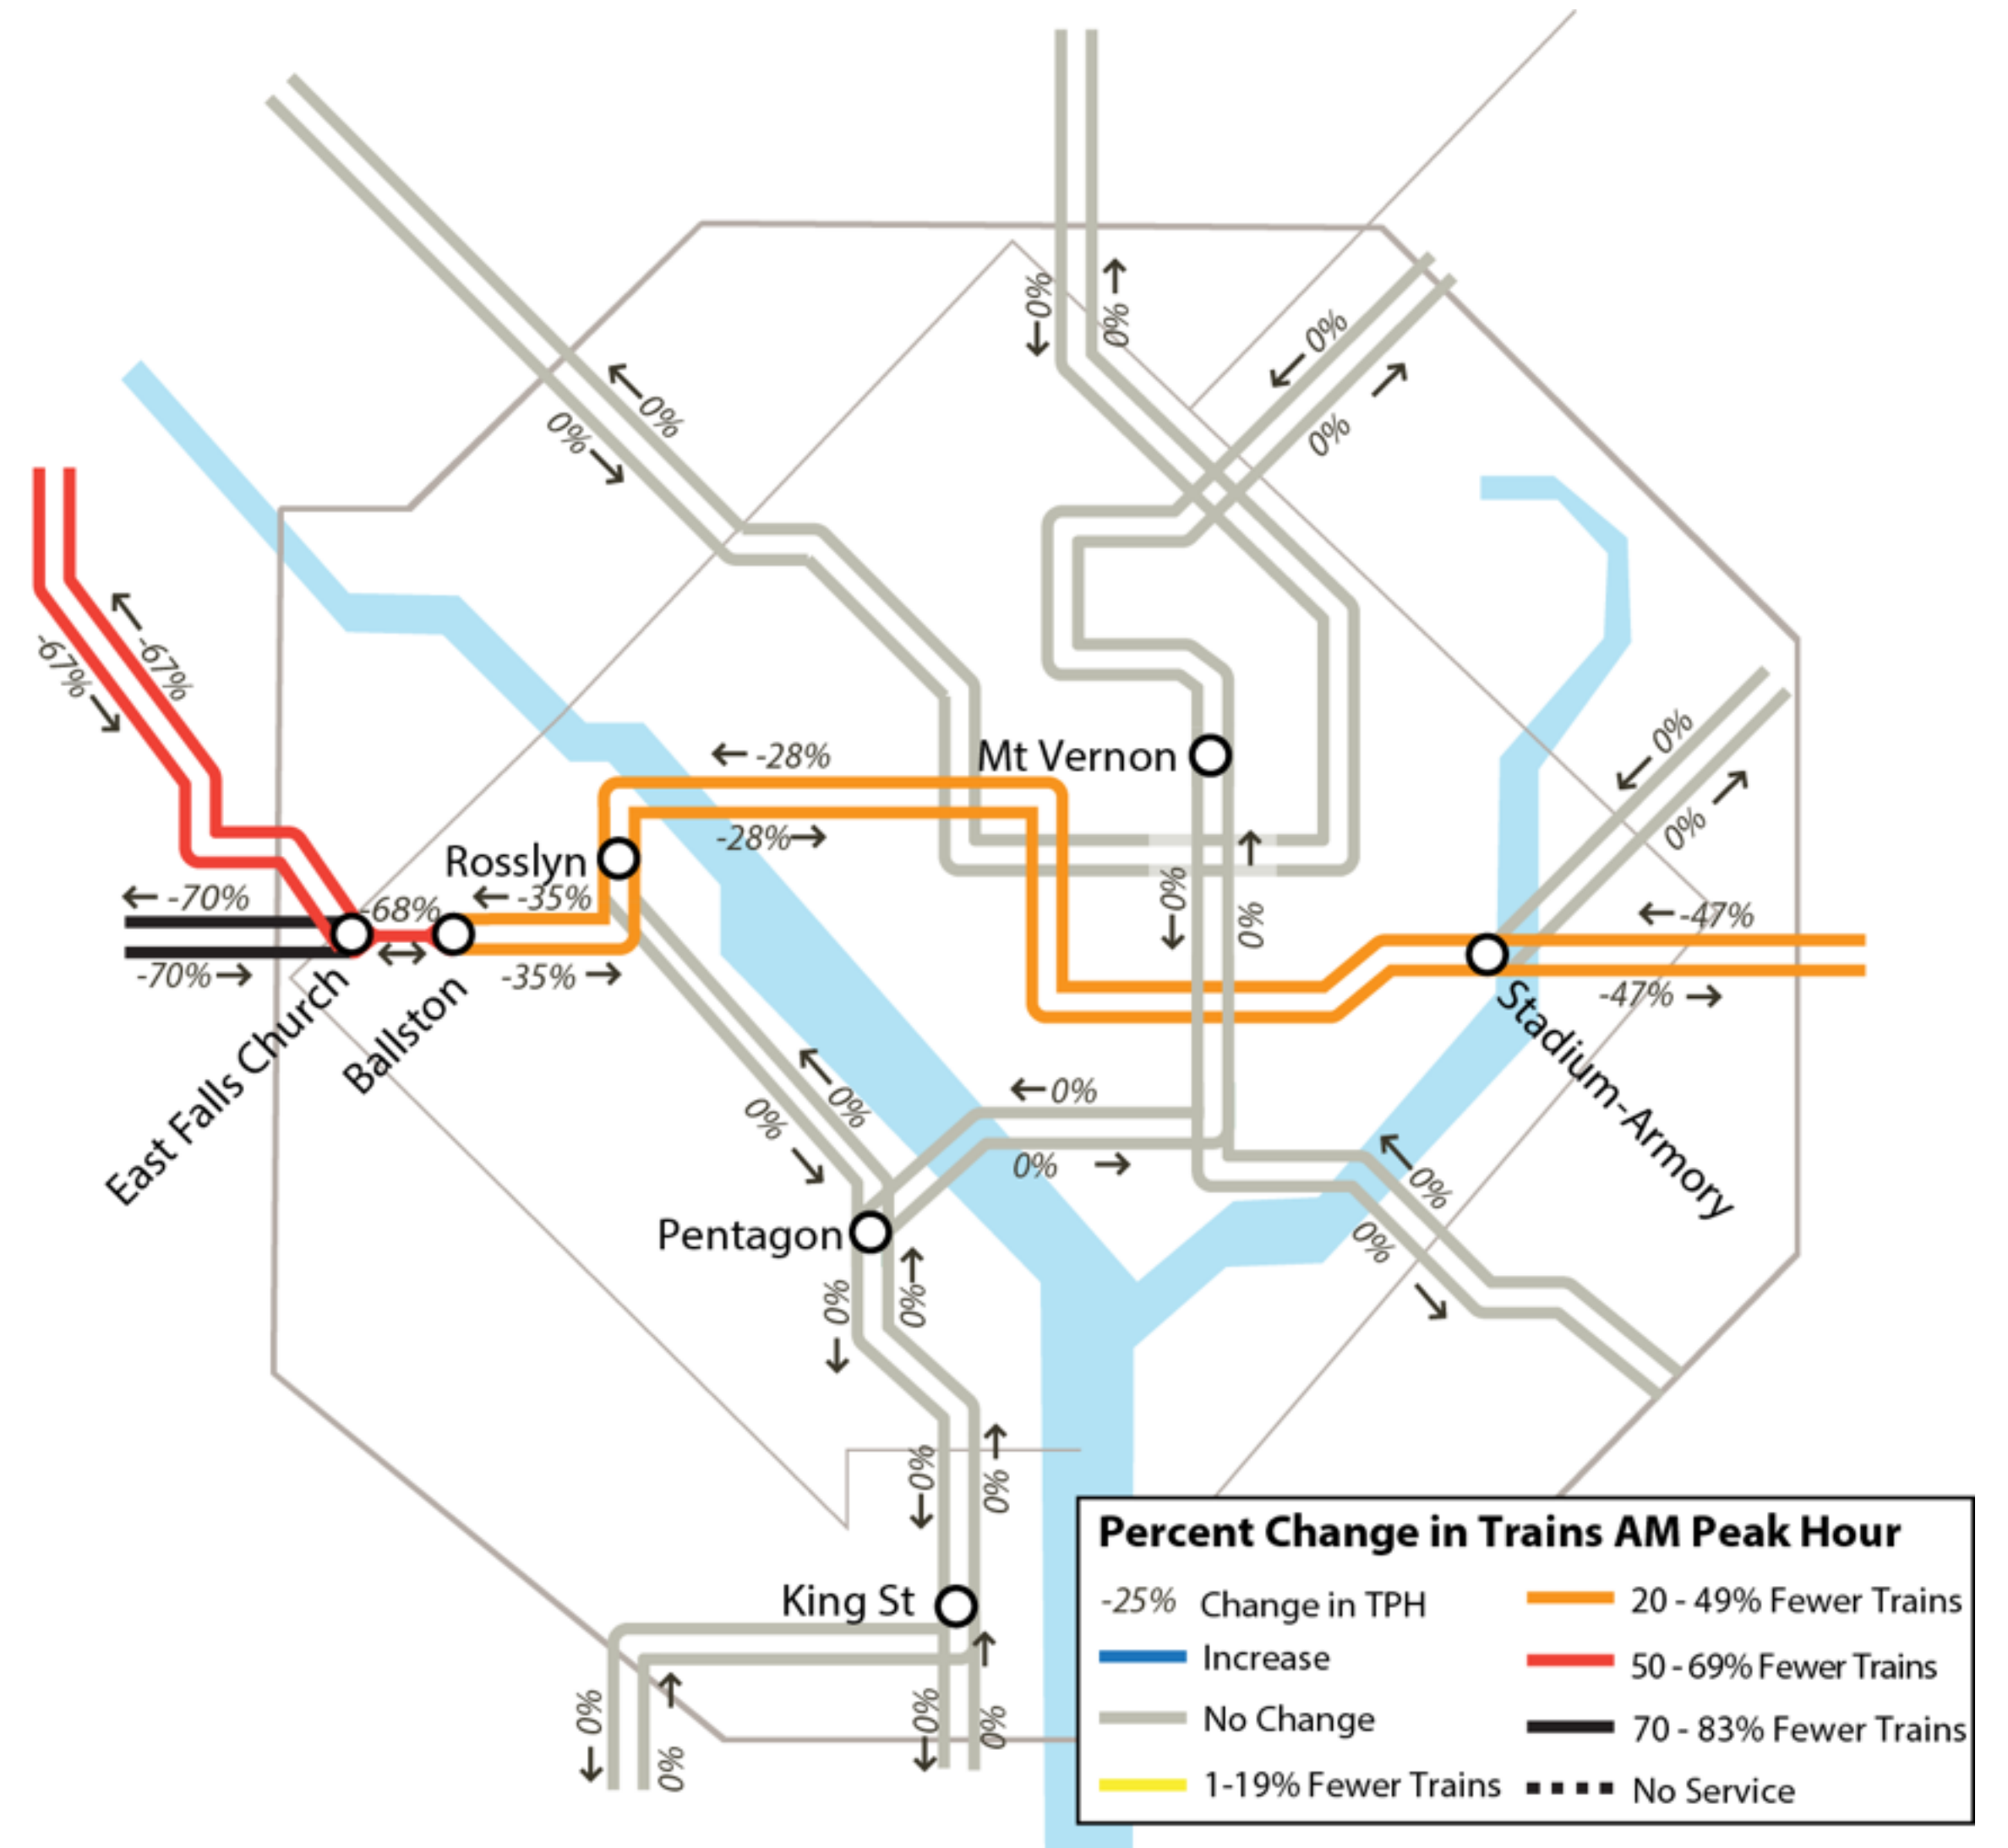 0%
0%
0%
0%
0%
0%
-67%
-67%
-28%
-28%
Mt Vernon
0%
0%
Rosslyn
-70%
-68%
-35%
-70%
-35%
East Falls Church
Ballston
0%
0%
-47%
-47%
Stadium-Armory
0%
0%
0%
0%
Pentagon
0%
0%
0%
0%
0%
0%
King St
0%
0%
0%
0%
Percent Change in Trains AM Peak Hour
-25% Change in TPH
Increase
No Change
1-19% Fewer Trains
20 - 49% Fewer Trains
50 - 69% Fewer Trains
70 - 83% Fewer Trains
No Service